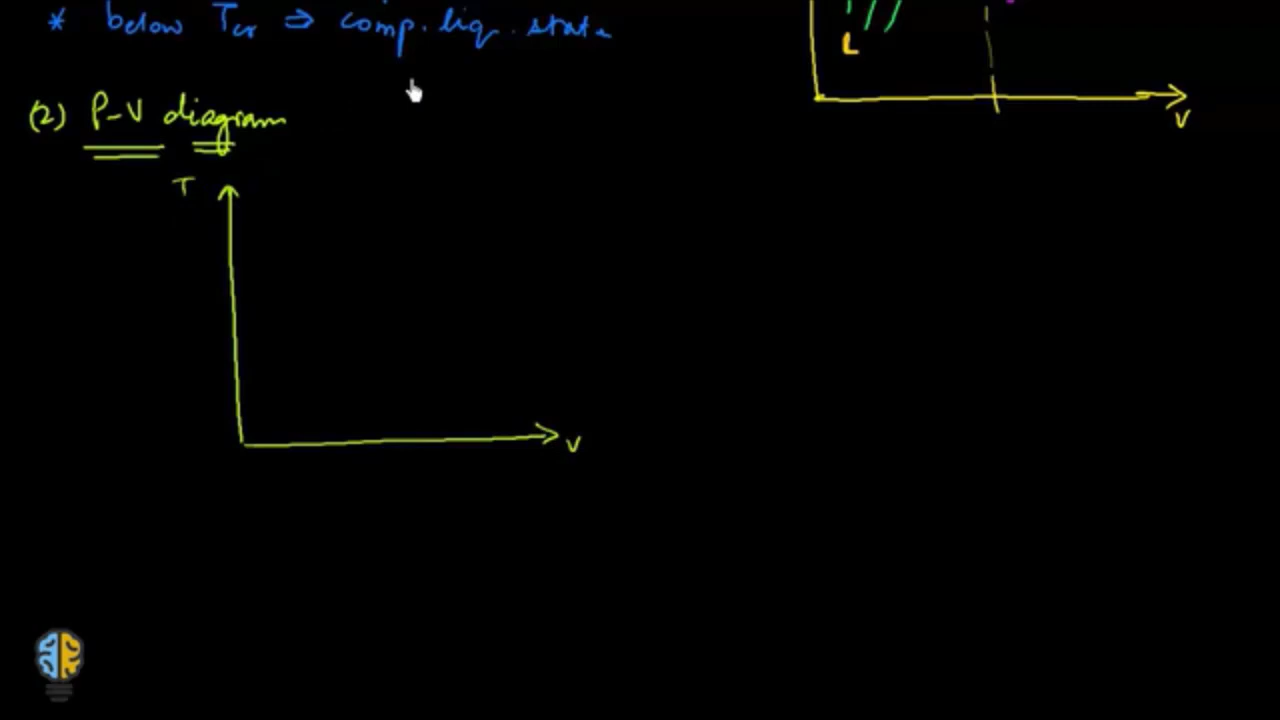 * below Tcr ⇒ comp. liq. state
L
v
(2) P-V diagram
T
v